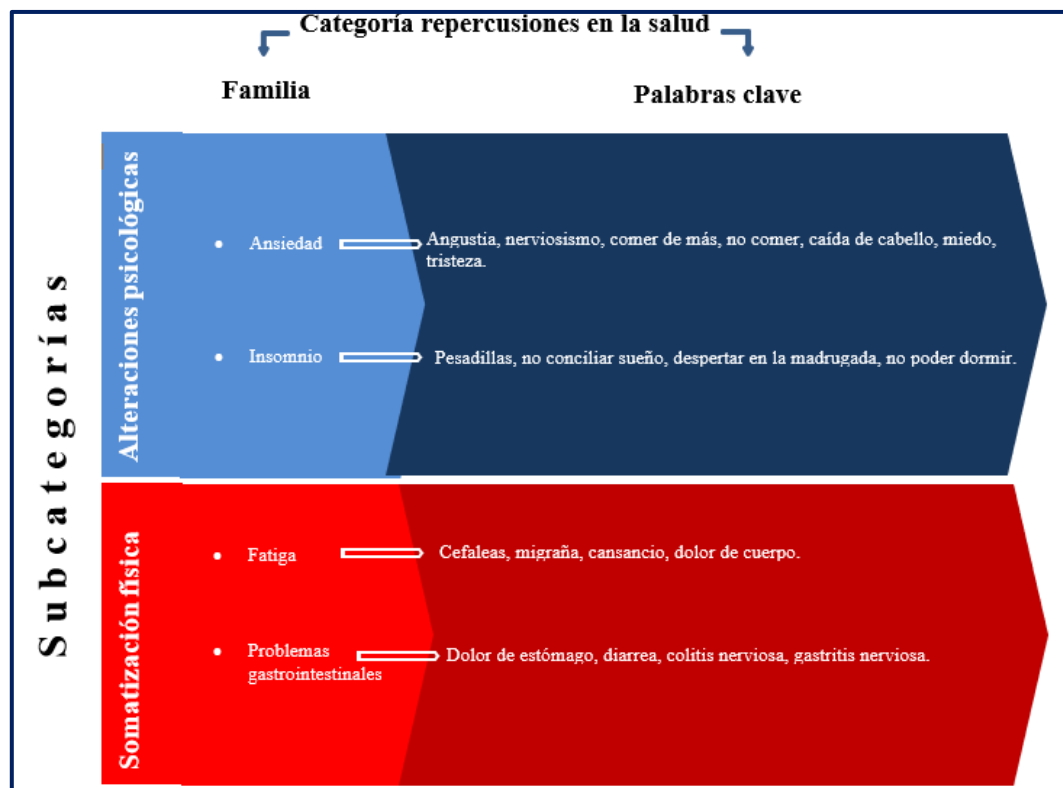 Categoría repercusiones en la salud
Familia
Palabras clave
Subcategorías
Alteraciones psicológicas
• Ansiedad
Angustia, nerviosismo, comer de más, no comer, caída de cabello, miedo,
tristeza.
• Insomnio
Pesadillas, no conciliar sueño, despertar en la madrugada, no poder dormir.
Somatización física
• Fatiga
Cefaleas, migraña, cansancio, dolor de cuerpo.
• Problemas
gastrointestinales
Dolor de estómago, diarrea, colitis nerviosa, gastritis nerviosa.